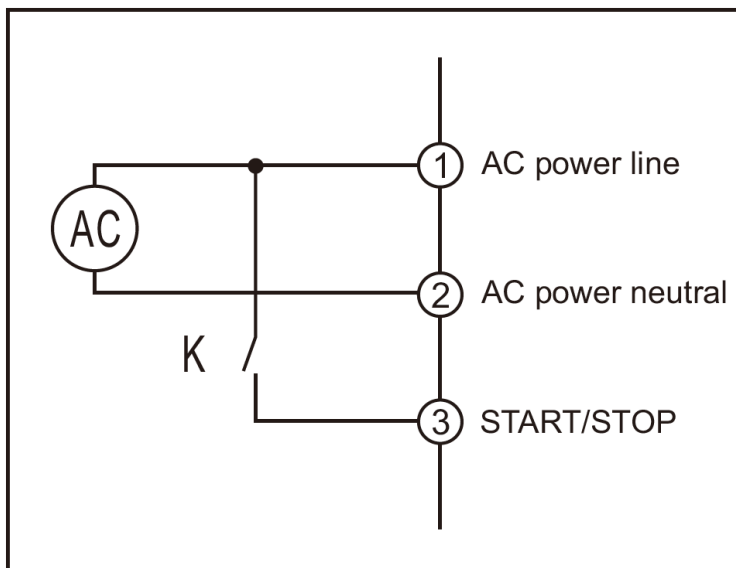 1 AC power line
AC
2 AC power neutral
K
3 START/STOP